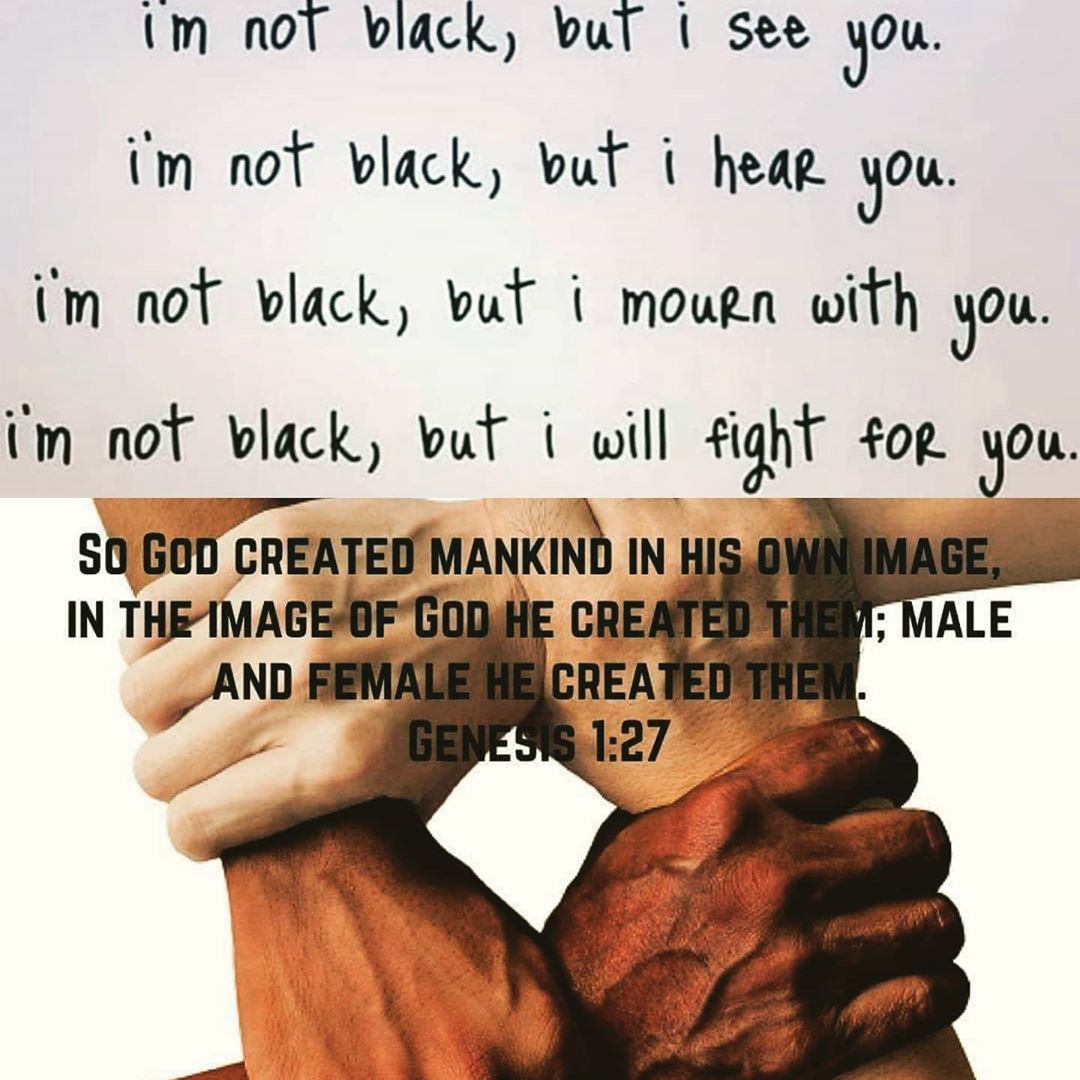 i'm not black, but i see you.
i'm not black, but i hear you.
i'm not black, but i mourn with you.
i'm not black, but i will fight for you.
So God created mankind in his own image,
in the image of God he created them; male
and female he created them.
Genesis 1:27